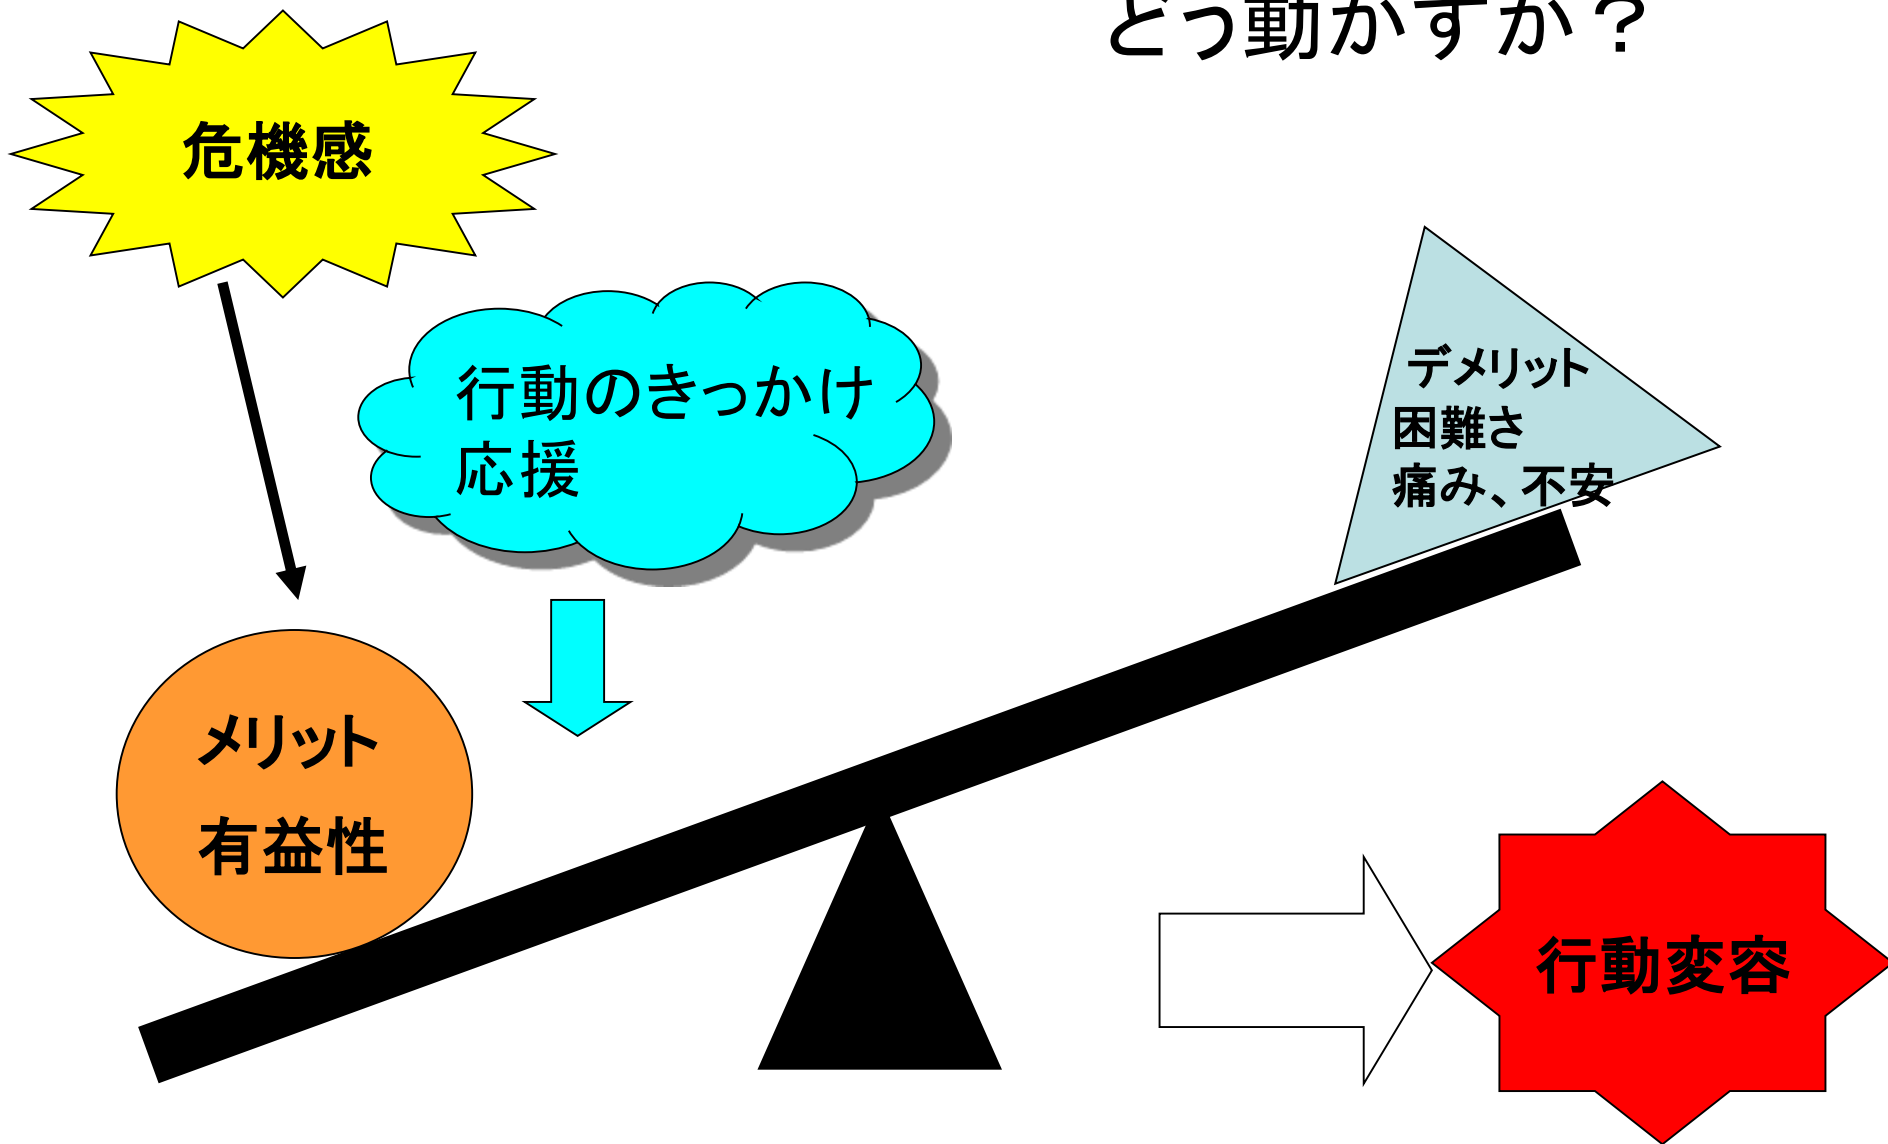 どう動かすか？
危機感
行動のきっかけ
応援
デメリット
困難さ
痛み、不安
メリット
有益性
行動変容